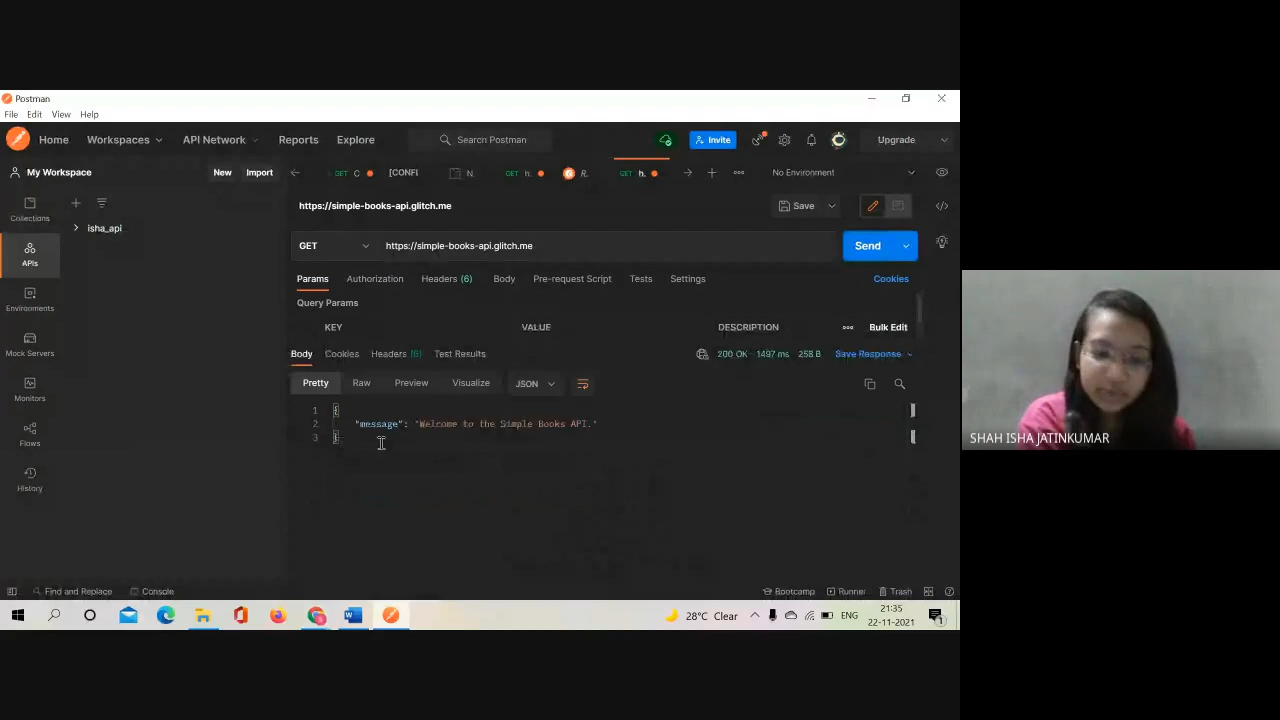 Postman
File Edit View Help
Home Workspaces API Network Reports Explore Search Postman Invite Upgrade
My Workspace New Import GET C [CONFI N GET h. R. GET h. No Environment
Collections
APIs
Environments
Mock Servers
Monitors
Flows
History
isha_api
https://simple-books-api.glitch.me Save
GET https://simple-books-api.glitch.me Send
Params Authorization Headers (6) Body Pre-request Script Tests Settings Cookies
Query Params
KEY VALUE DESCRIPTION Bulk Edit
Body Cookies Headers (6) Test Results 200 OK 1497 ms 258 B Save Response
Pretty Raw Preview Visualize JSON
1 {
2 "message": "Welcome to the Simple Books API."
3 }
SHAH ISHA JATINKUMAR
Find and Replace Console Bootcamp Runner Trash
28°C Clear ENG 21:35
22-11-2021 1